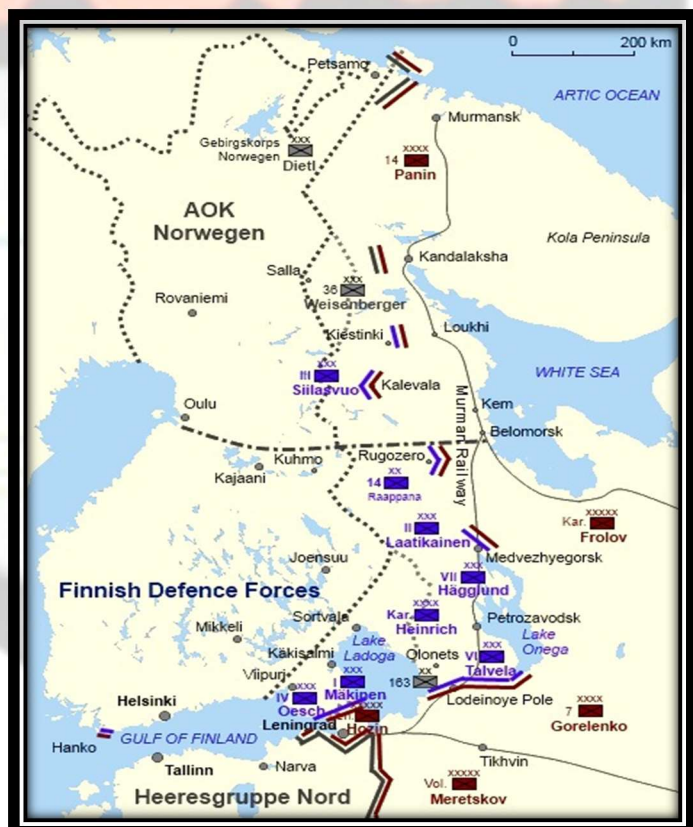 0 200 km
Petsamo
ARTIC OCEAN
Murmansk
xxx
Gebirgskorps
Norwegen
Dietl
xxxx
14
Panin
AOK
Norwegen
Kola Peninsula
Kandalaksha
Salla
xxx
36
Weisenberger
Rovaniemi
Loukhi
Kiestinki
xxx
III
Siilasvuo
WHITE SEA
Kalevala
Murman Railway
Kem
Oulu
Belomorsk
Rugozero
Kuhmo
Kajaani
xx
14
Raappana
xxxxx
Kar.
Frolov
xxx
II
Laatikainen
Medvezhyegorsk
Joensuu
xxx
VII
Hägglund
Finnish Defence Forces
xxxx
Kar.
Heinrich
Sortvala
Petrozavodsk
Mikkeli
Lake
Ladoga
Lake
Onega
Käkisalmi
Olonets
xxx
VI
Talvela
Viipuri
xxx
I
Mäkinen
xx
163
xxx
IV
Oesch
Lodeinoye Pole
Helsinki
xxxx
Hozin
Leningrad
xxxx
7
Gorelenko
Hanko
GULF OF FINLAND
Tikhvin
Tallinn
Narva
Heeresgruppe Nord
xxxxx
Vol.
Meretskov